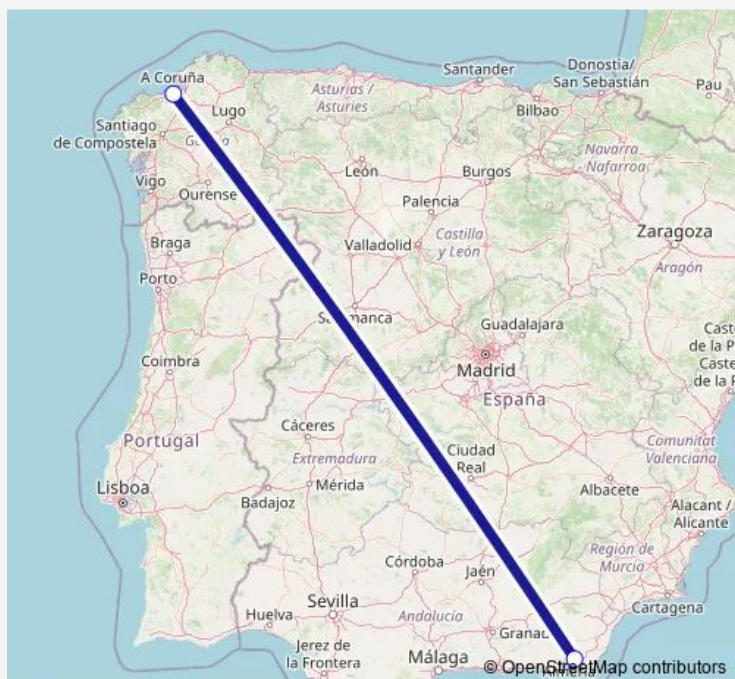 A Coruña
Lugo
Santiago
de Compostela
Vigo
Ourense
Asturias /
Asturies
Santander
Donostia/
San Sebastián
Bilbao
Pau
Navarra
Nafarroa
León
Burgos
Palencia
Valladolid
Castilla
y León
Zaragoza
Aragón
Braga
Porto
Guadalajara
Madrid
España
Coimbra
Portugal
Lisboa
Cáceres
Extremadura
Mérida
Badajoz
Ciudad
Real
Albacete
Comunitat
Valenciana
Alacant /
Alicante
Región de
Murcia
Cartagena
Córdoba
Jaén
Sevilla
Huelva
Andalucía
Jerez de
la Frontera
Málaga
© OpenStreetMap contributors